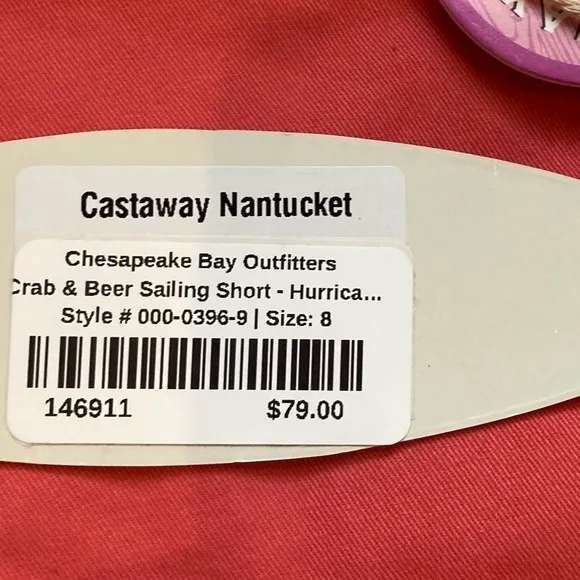 Castaway Nantucket
Chesapeake Bay Outfitters
Crab & Beer Sailing Short - Hurrica...
Style # 000-0396-9 | Size: 8
146911 $79.00